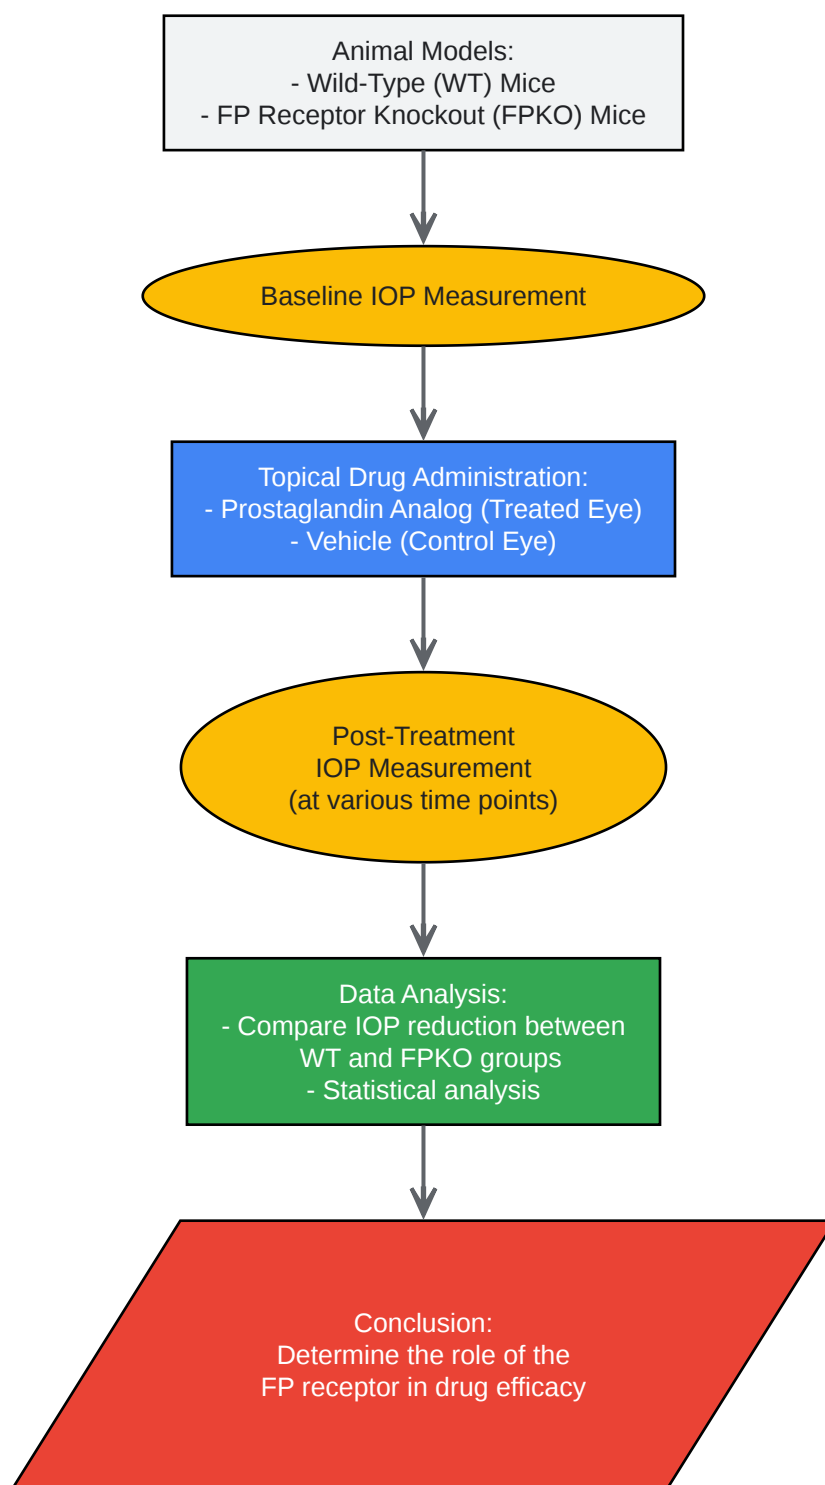 Animal Models:
- Wild-Type (WT) Mice
- FP Receptor Knockout (FPKO) Mice
Baseline IOP Measurement
Topical Drug Administration:
- Prostaglandin Analog (Treated Eye)
- Vehicle (Control Eye)
Post-Treatment
IOP Measurement
(at various time points)
Data Analysis:
- Compare IOP reduction between
WT and FPKO groups
- Statistical analysis
Conclusion:
Determine the role of the
FP receptor in drug efficacy